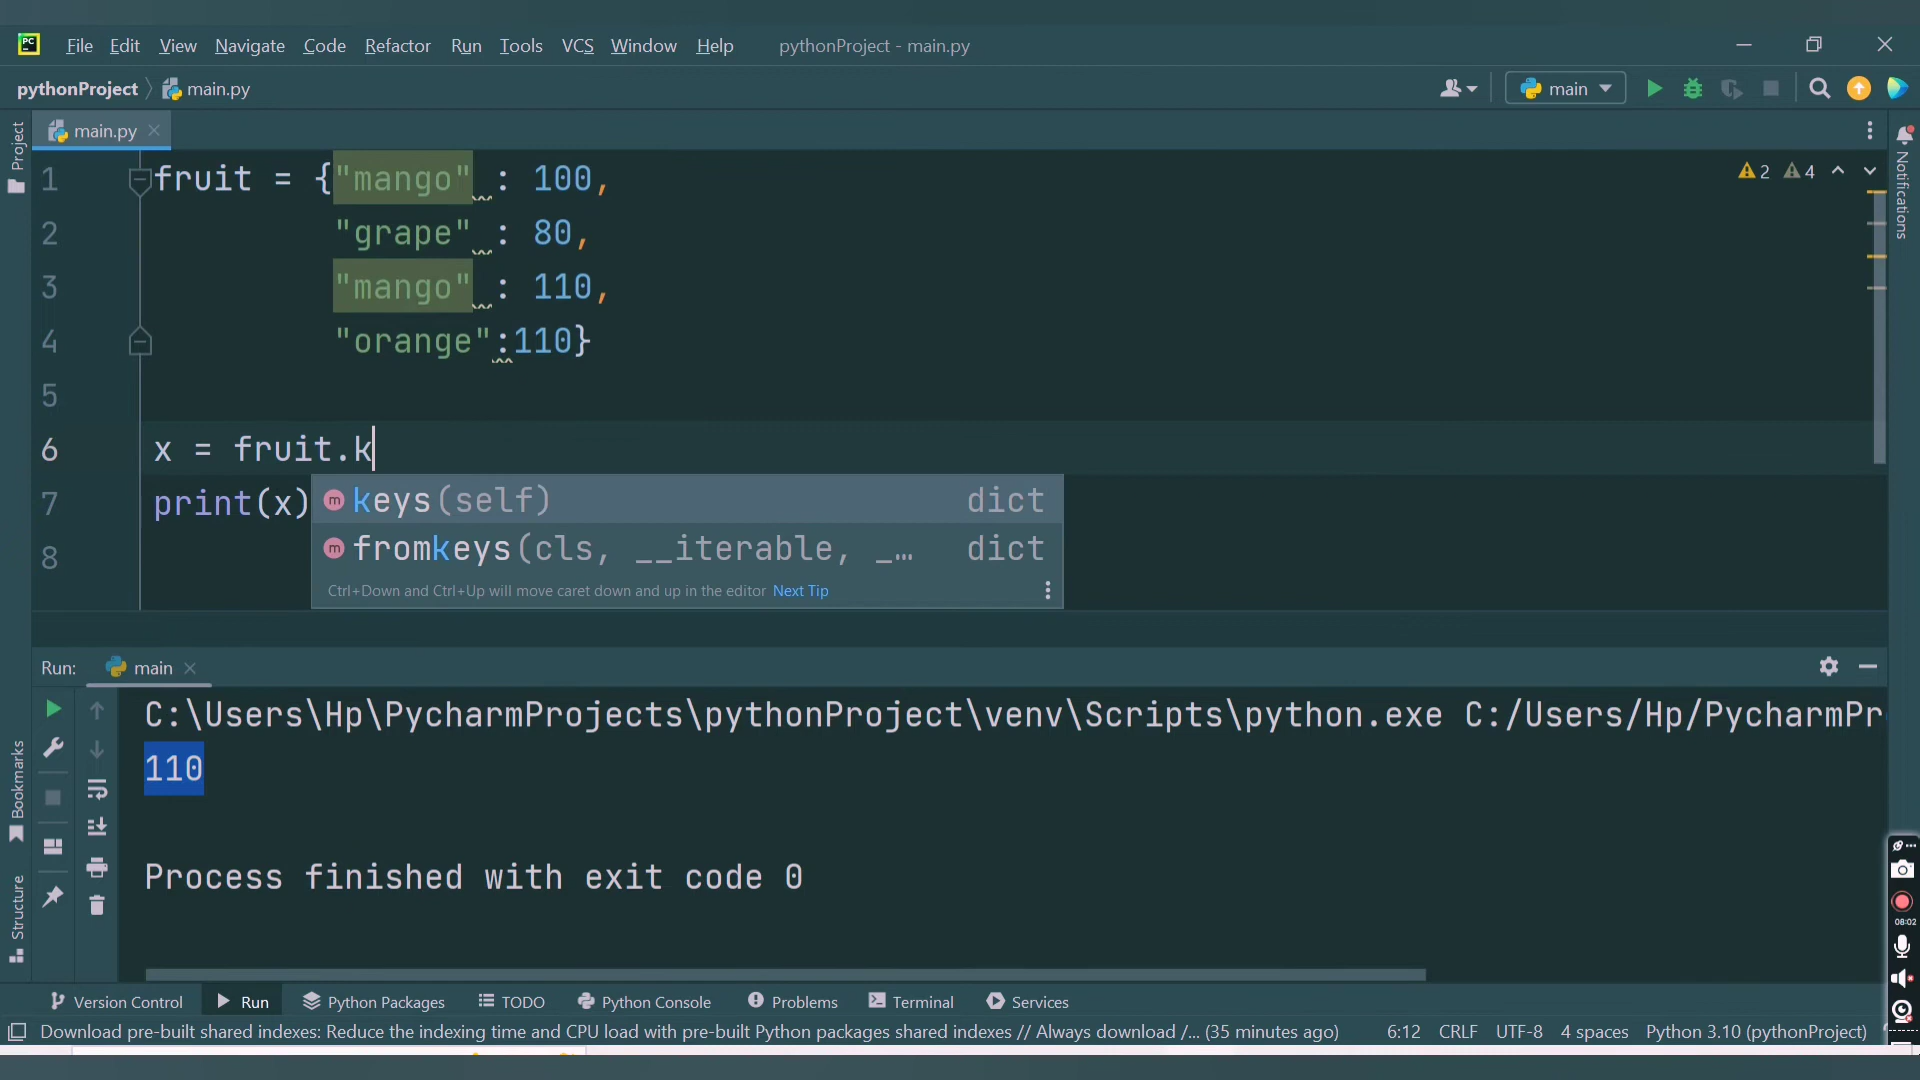 PC File Edit View Navigate Code Refactor Run Tools VCS Window Help pythonProject - main.py
pythonProject main.py main
main.py
Project
Notifications
2 4
1 fruit = {"mango" : 100,
2 "grape" : 80,
3 "mango" : 110,
4 "orange":110}
5
6 x = fruit.k
7 print(x)
8
m keys(self) dict
m fromkeys(cls, __iterable, _… dict
Ctrl+Down and Ctrl+Up will move caret down and up in the editor Next Tip
Run: main
C:\Users\Hp\PycharmProjects\pythonProject\venv\Scripts\python.exe C:/Users/Hp/PycharmPr
110
Process finished with exit code 0
Bookmarks
Structure
08:02
Version Control Run Python Packages TODO Python Console Problems Terminal Services
Download pre-built shared indexes: Reduce the indexing time and CPU load with pre-built Python packages shared indexes // Always download /... (35 minutes ago) 6:12 CRLF UTF-8 4 spaces Python 3.10 (pythonProject)